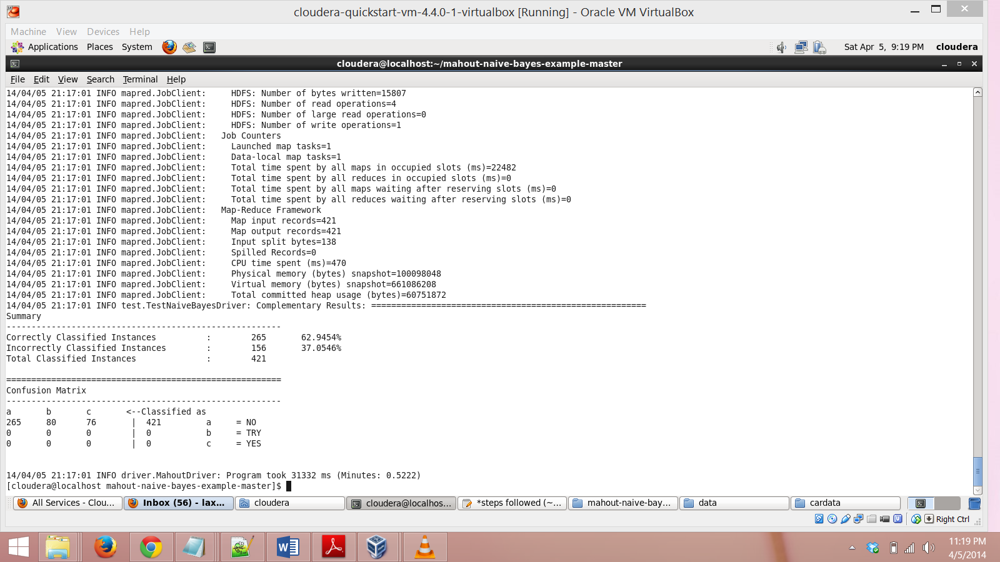 cloudera-quickstart-vm-4.4.0-1-virtualbox [Running] - Oracle VM VirtualBox
Machine View Devices Help
Applications Places System Sat Apr 5, 9:19 PM cloudera
cloudera@localhost:~/mahout-naive-bayes-example-master
File Edit View Search Terminal Help
14/04/05 21:17:01 INFO mapred.JobClient:     HDFS: Number of bytes written=15807
14/04/05 21:17:01 INFO mapred.JobClient:     HDFS: Number of read operations=4
14/04/05 21:17:01 INFO mapred.JobClient:     HDFS: Number of large read operations=0
14/04/05 21:17:01 INFO mapred.JobClient:     HDFS: Number of write operations=1
14/04/05 21:17:01 INFO mapred.JobClient:   Job Counters
14/04/05 21:17:01 INFO mapred.JobClient:     Launched map tasks=1
14/04/05 21:17:01 INFO mapred.JobClient:     Data-local map tasks=1
14/04/05 21:17:01 INFO mapred.JobClient:     Total time spent by all maps in occupied slots (ms)=22482
14/04/05 21:17:01 INFO mapred.JobClient:     Total time spent by all reduces in occupied slots (ms)=0
14/04/05 21:17:01 INFO mapred.JobClient:     Total time spent by all maps waiting after reserving slots (ms)=0
14/04/05 21:17:01 INFO mapred.JobClient:     Total time spent by all reduces waiting after reserving slots (ms)=0
14/04/05 21:17:01 INFO mapred.JobClient:   Map-Reduce Framework
14/04/05 21:17:01 INFO mapred.JobClient:     Map input records=421
14/04/05 21:17:01 INFO mapred.JobClient:     Map output records=421
14/04/05 21:17:01 INFO mapred.JobClient:     Input split bytes=138
14/04/05 21:17:01 INFO mapred.JobClient:     Spilled Records=0
14/04/05 21:17:01 INFO mapred.JobClient:     CPU time spent (ms)=470
14/04/05 21:17:01 INFO mapred.JobClient:     Physical memory (bytes) snapshot=100098048
14/04/05 21:17:01 INFO mapred.JobClient:     Virtual memory (bytes) snapshot=661086208
14/04/05 21:17:01 INFO mapred.JobClient:     Total committed heap usage (bytes)=60751872
14/04/05 21:17:01 INFO test.TestNaiveBayesDriver: Complementary Results: =======================================================
Summary
-------------------------------------------------------
Correctly Classified Instances          :        265       62.9454%
Incorrectly Classified Instances        :        156       37.0546%
Total Classified Instances              :        421
=======================================================
Confusion Matrix
-------------------------------------------------------
a       b       c       <--Classified as
265     80      76       |  421         a     = NO
0       0       0        |  0           b     = TRY
0       0       0        |  0           c     = YES
14/04/05 21:17:01 INFO driver.MahoutDriver: Program took 31332 ms (Minutes: 0.5222)
[cloudera@localhost mahout-naive-bayes-example-master]$
All Services - Clou... Inbox (56) - lax... cloudera cloudera@localhos... *steps followed (~... mahout-naive-bay... data cardata
Right Ctrl
11:19 PM
4/5/2014